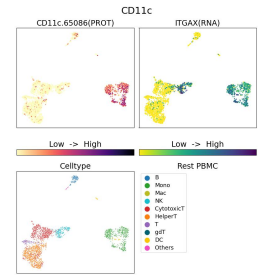 CD11c
CD11c.65086(PROT)
ITGAX(RNA)
Low -> High
Low -> High
Celltype
Rest PBMC
B
Mono
Mac
NK
CytotoxicT
HelperT
T
gdT
DC
Others